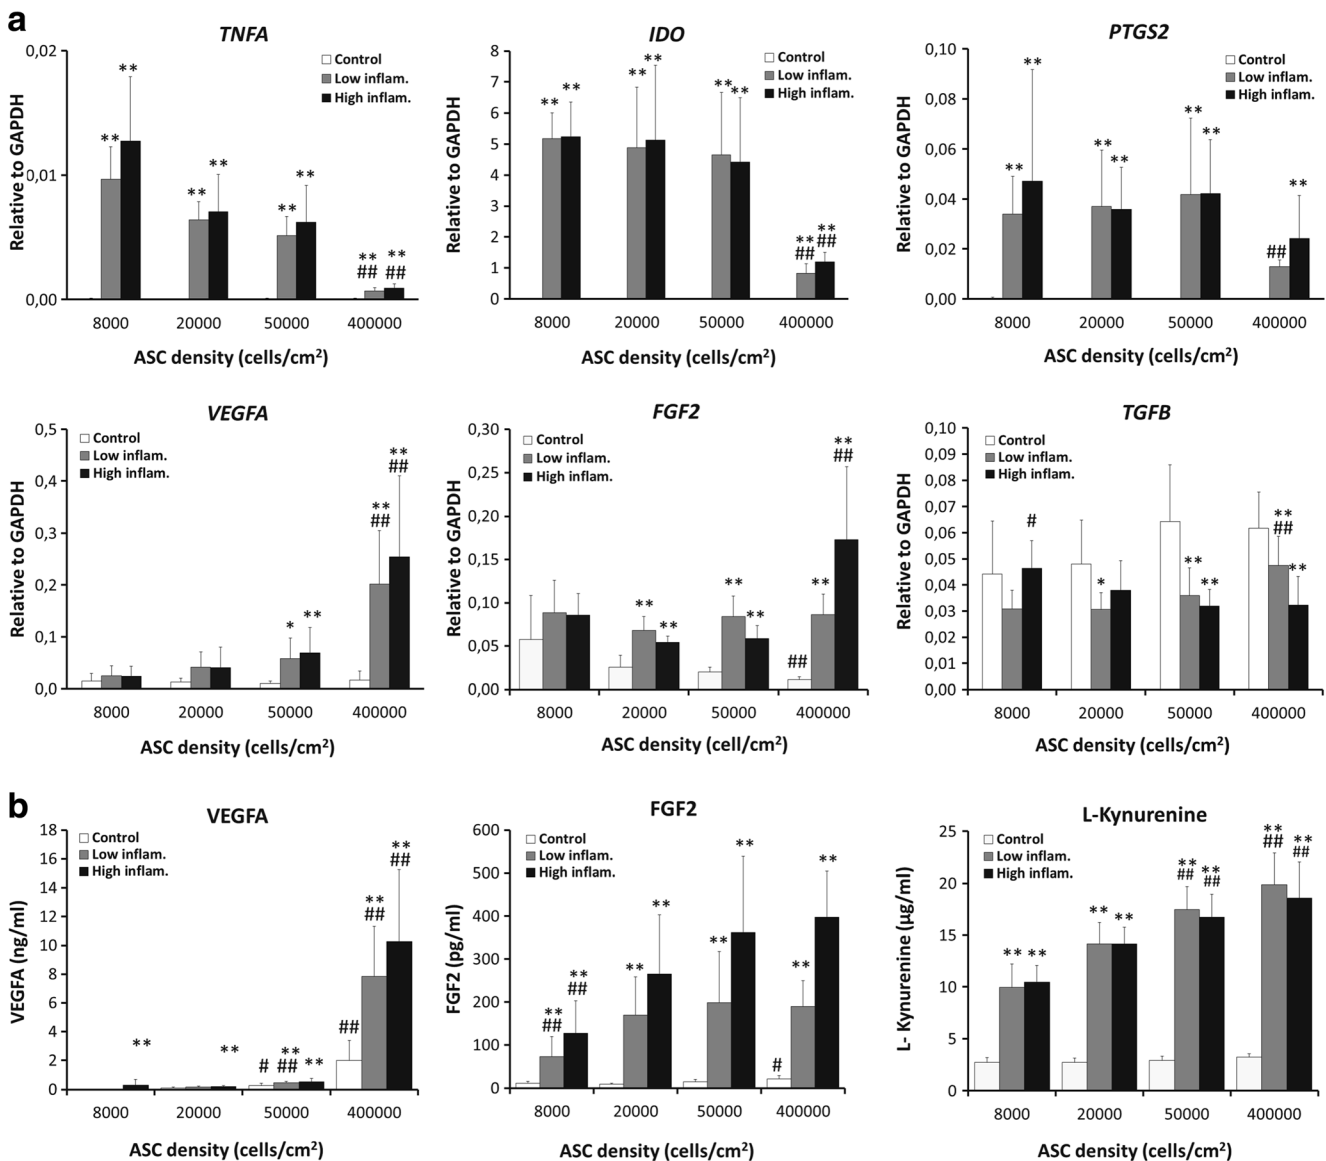 a
TNFA
Relative to GAPDH
0,02
0,01
0,00
Control
Low inflam.
High inflam.
**
**
**
**
**
**
**
##
**
##
8000 20000 50000 400000
ASC density (cells/cm²)
IDO
Relative to GAPDH
8
7
6
5
4
3
2
1
0
Control
Low inflam.
High inflam.
**
**
**
**
**
**
**
##
**
##
8000 20000 50000 400000
ASC density (cells/cm²)
PTGS2
Relative to GAPDH
0,10
0,08
0,06
0,04
0,02
0,00
Control
Low inflam.
High inflam.
**
**
**
**
**
**
##
**
8000 20000 50000 400000
ASC density (cells/cm²)
VEGFA
Relative to GAPDH
0,5
0,4
0,3
0,2
0,1
0,0
Control
Low inflam.
High inflam.
*
**
**
##
**
##
8000 20000 50000 400000
ASC density (cells/cm²)
FGF2
Relative to GAPDH
0,30
0,25
0,20
0,15
0,10
0,05
0,00
Control
Low inflam.
High inflam.
**
**
**
**
##
**
**
##
8000 20000 50000 400000
ASC density (cell/cm²)
TGFB
Relative to GAPDH
0,10
0,09
0,08
0,07
0,06
0,05
0,04
0,03
0,02
0,01
0,00
Control
Low inflam.
High inflam.
#
*
**
**
**
##
**
8000 20000 50000 400000
ASC density (cells/cm²)
b
VEGFA
VEGFA (ng/ml)
18
16
14
12
10
8
6
4
2
0
Control
Low inflam.
High inflam.
**
**
#
**
##
**
##
**
##
**
##
8000 20000 50000 400000
ASC density (cells/cm²)
FGF2
FGF2 (pg/ml)
600
500
400
300
200
100
0
Control
Low inflam.
High inflam.
**
##
**
##
**
**
**
**
#
**
**
8000 20000 50000 400000
ASC density (cells/cm²)
L-Kynurenine
L- Kynurenine (µg/ml)
25
20
15
10
5
0
Control
Low inflam.
High inflam.
**
**
**
**
**
##
**
##
**
##
**
##
8000 20000 50000 400000
ASC density (cells/cm²)